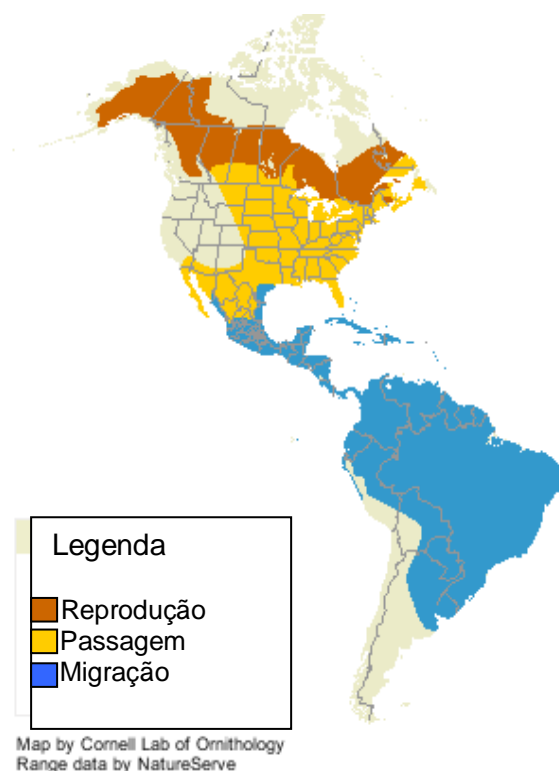 Legenda
Reprodução
Passagem
Migração
Map by Cornell Lab of Ornithology
Range data by NatureServe